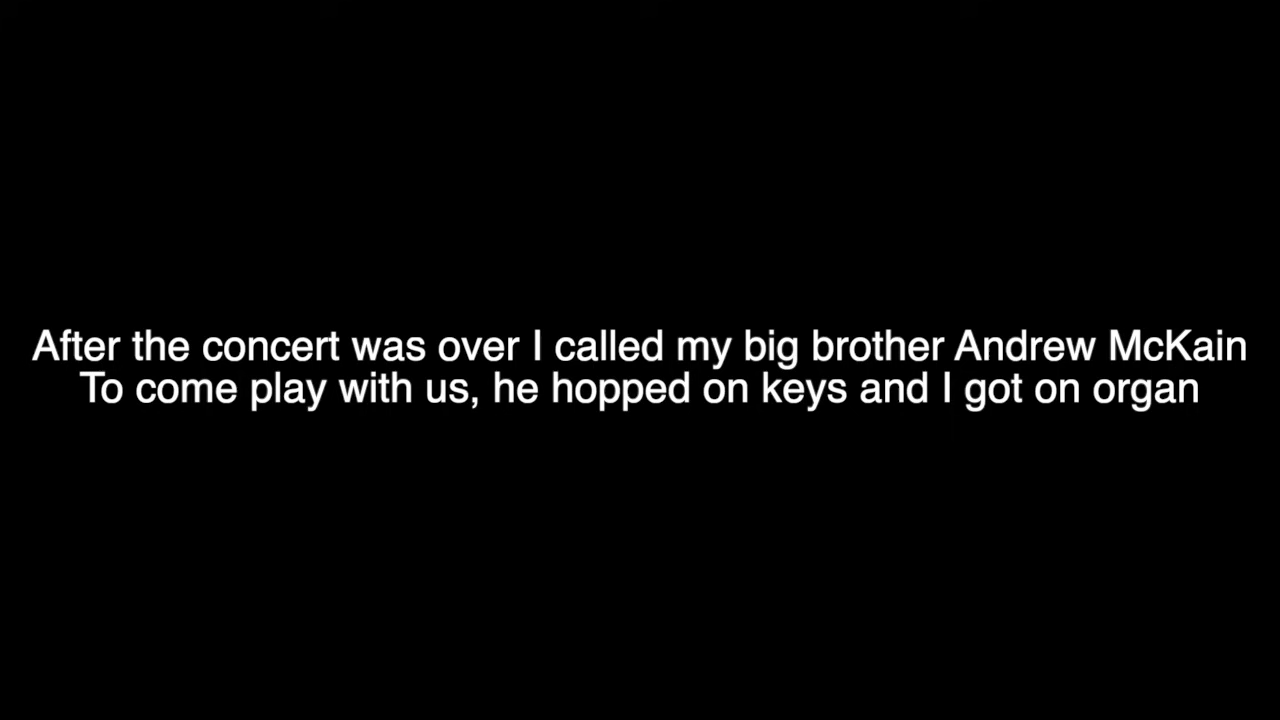 After the concert was over I called my big brother Andrew McKain
To come play with us, he hopped on keys and I got on organ